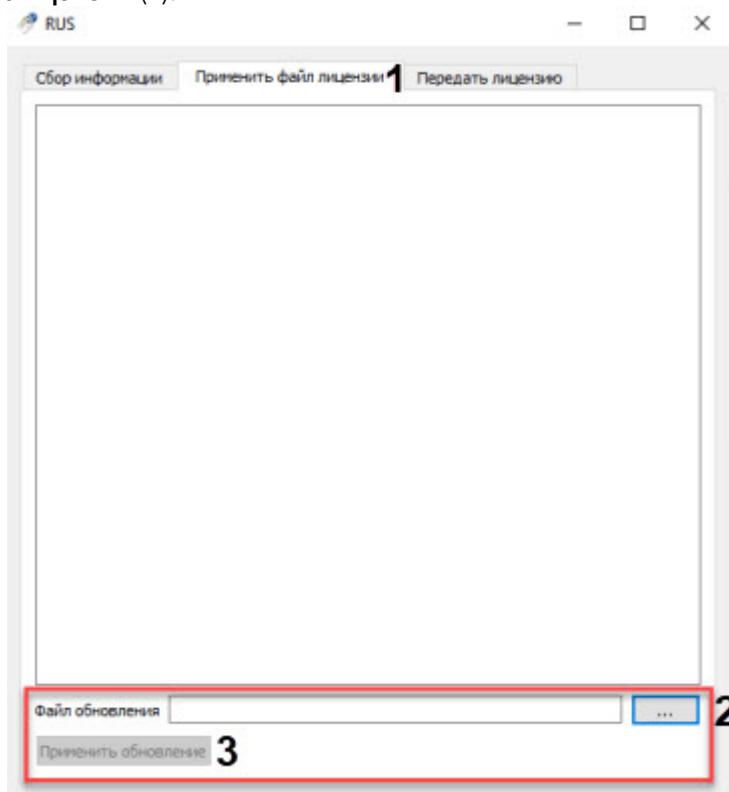 RUS
Сбор информации Применить файл лицензии 1 Передать лицензию
Файл обновления ... 2
Применить обновление 3